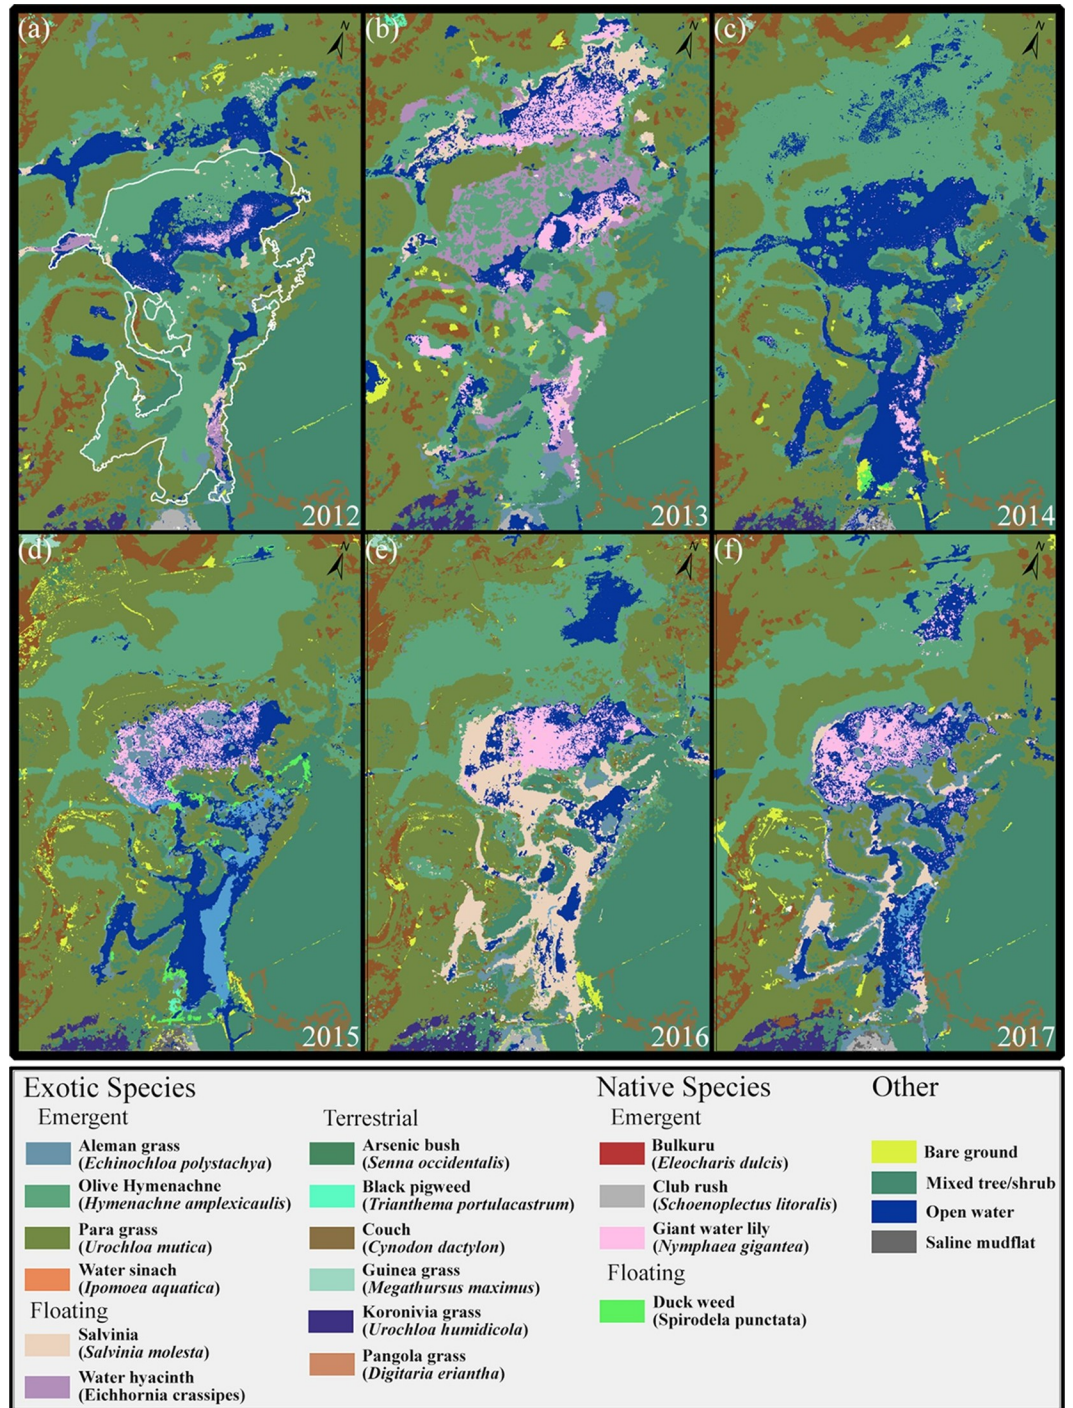 (a)
N
2012
(b)
N
2013
(c)
N
2014
(d)
N
2015
(e)
N
2016
(f)
N
2017
Exotic Species
Emergent
Aleman grass
(Echinochloa polystachya)
Olive Hymenachne
(Hymenachne amplexicaulis)
Para grass
(Urochloa mutica)
Water sinach
(Ipomoea aquatica)
Floating
Salvinia
(Salvinia molesta)
Water hyacinth
(Eichhornia crassipes)
Terrestrial
Arsenic bush
(Senna occidentalis)
Black pigweed
(Trianthema portulacastrum)
Couch
(Cynodon dactylon)
Guinea grass
(Megathursus maximus)
Koronivia grass
(Urochloa humidicola)
Pangola grass
(Digitaria eriantha)
Native Species
Emergent
Bulkuru
(Eleocharis dulcis)
Club rush
(Schoenoplectus litoralis)
Giant water lily
(Nymphaea gigantea)
Floating
Duck weed
(Spirodela punctata)
Other
Bare ground
Mixed tree/shrub
Open water
Saline mudflat